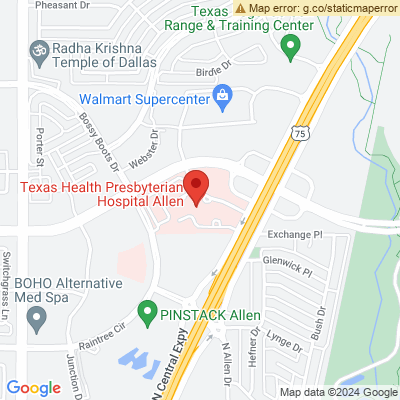 Pheasant Dr
Map error: g.co/staticmaperror
Texas
Range & Training Center
Radha Krishna
Temple of Dallas
Birdie Dr
Walmart Supercenter
75
Porter St
Bossy Boots Dr
Webster Dr
Texas Health Presbyterian
Hospital Allen
Exchange Pl
Glenwick Pl
Switchgrass Ln
BOHO Alternative
Med Spa
PINSTACK Allen
Raintree Cir
Junction Dr
N Central Expy
N Allen Dr
Hefner Dr
Lynge Dr
Bush Dr
Google
Map data ©2024 Google